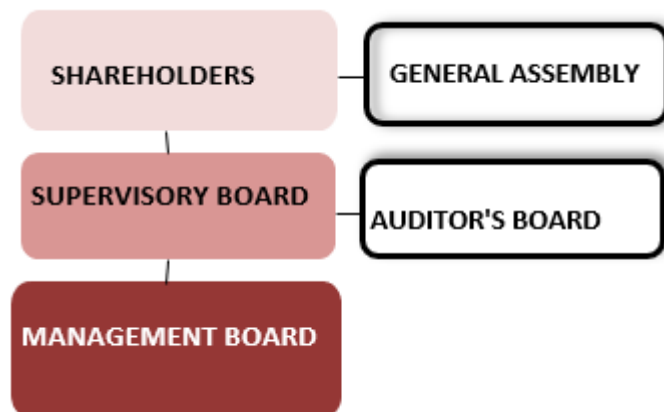 SHAREHOLDERS
GENERAL ASSEMBLY
SUPERVISORY BOARD
AUDITOR'S BOARD
MANAGEMENT BOARD